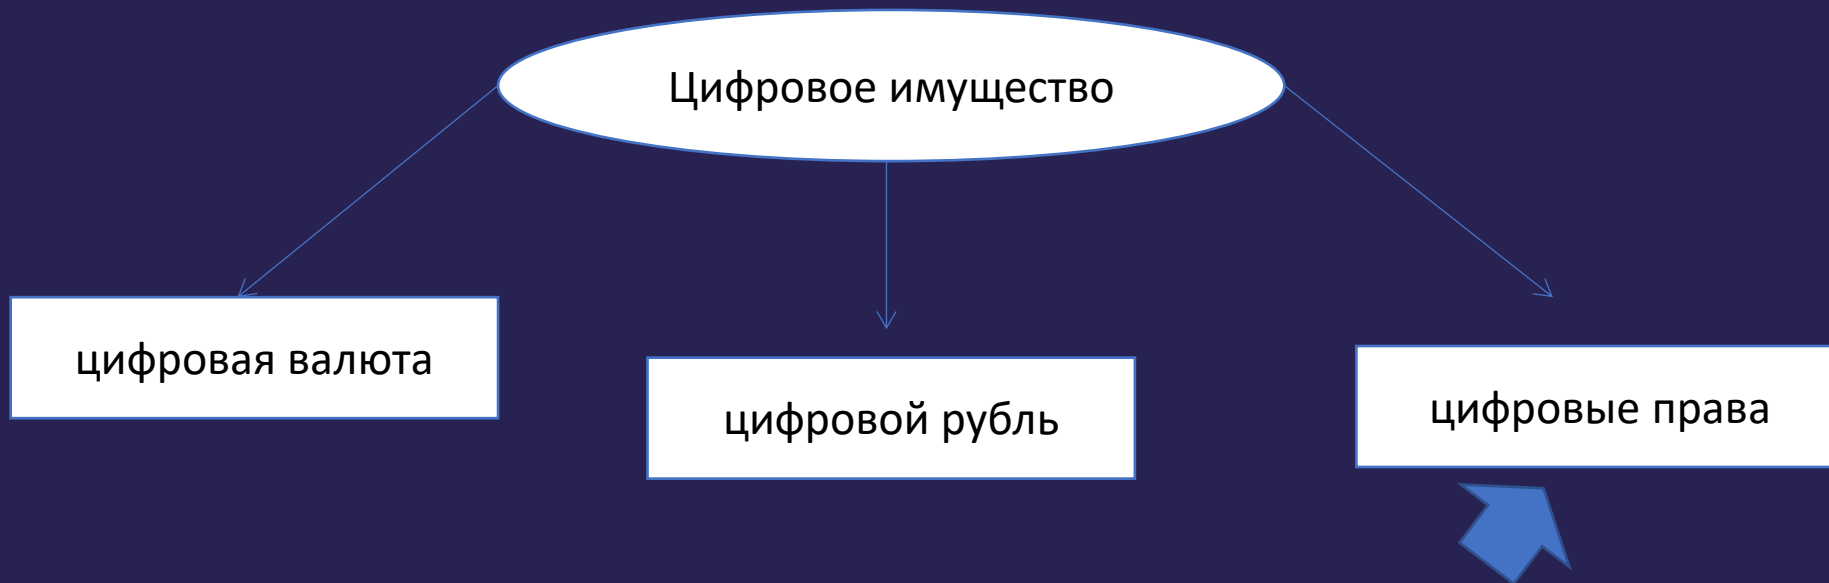 Цифровое имущество
цифровая валюта
цифровой рубль
цифровые права